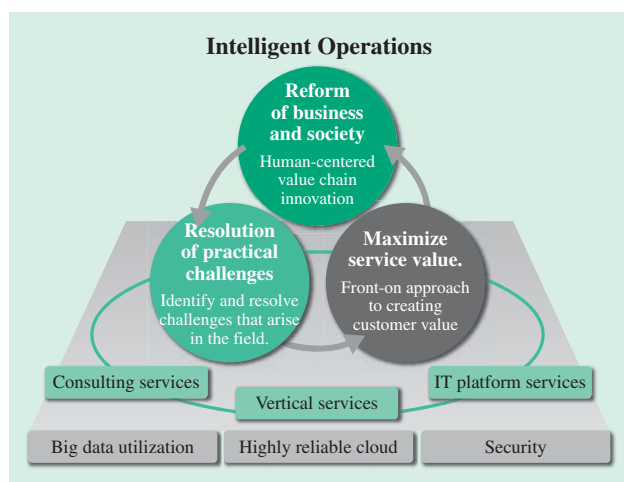 Intelligent Operations
Reform
of business
and society
Human-centered
value chain
innovation
Resolution
of practical
challenges
Identify and resolve
challenges that arise
in the field.
Maximize
service value.
Front-on approach
to creating
customer value
Consulting services
Vertical services
IT platform services
Big data utilization
Highly reliable cloud
Security